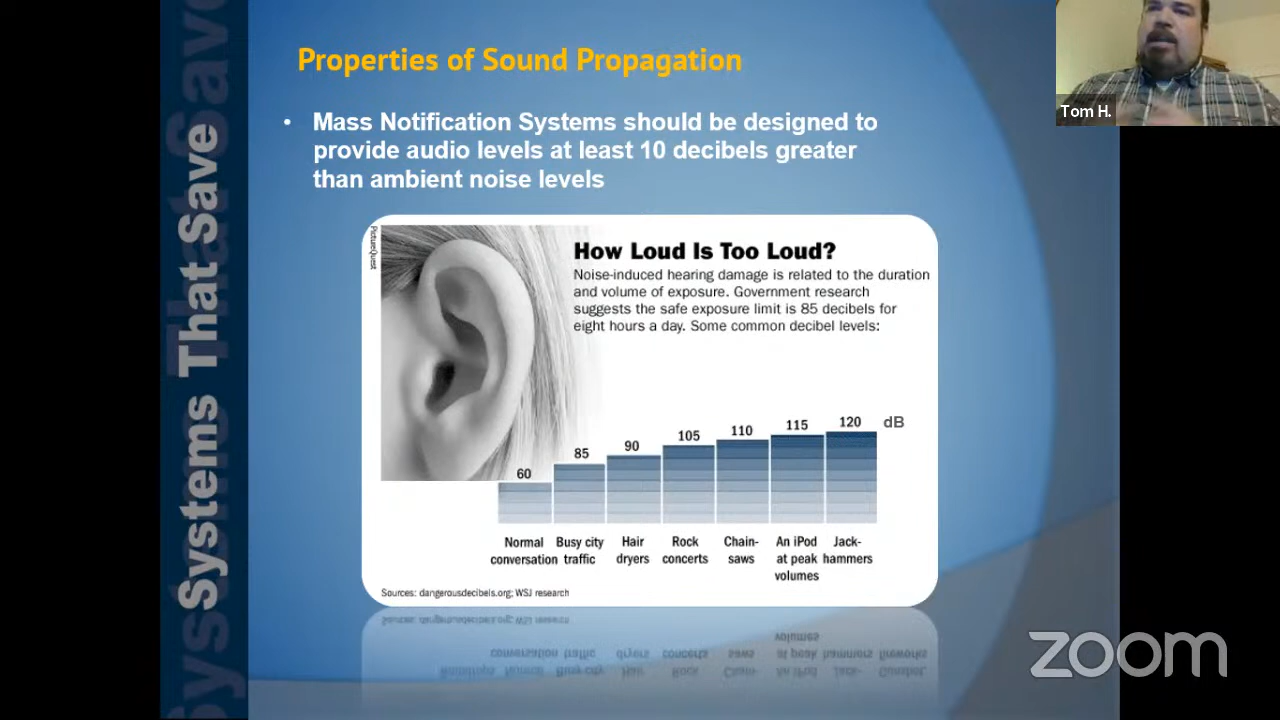 Systems That Save
Properties of Sound Propagation
Tom H.
• Mass Notification Systems should be designed to
provide audio levels at least 10 decibels greater
than ambient noise levels
PictureQuest
How Loud Is Too Loud?
Noise-induced hearing damage is related to the duration
and volume of exposure. Government research
suggests the safe exposure limit is 85 decibels for
eight hours a day. Some common decibel levels:
60
85
90
105
110
115
120
dB
Normal
conversation
Busy city
traffic
Hair
dryers
Rock
concerts
Chain-
saws
An iPod
at peak
volumes
Jack-
hammers
Sources: dangerousdecibels.org; WSJ research
zoom